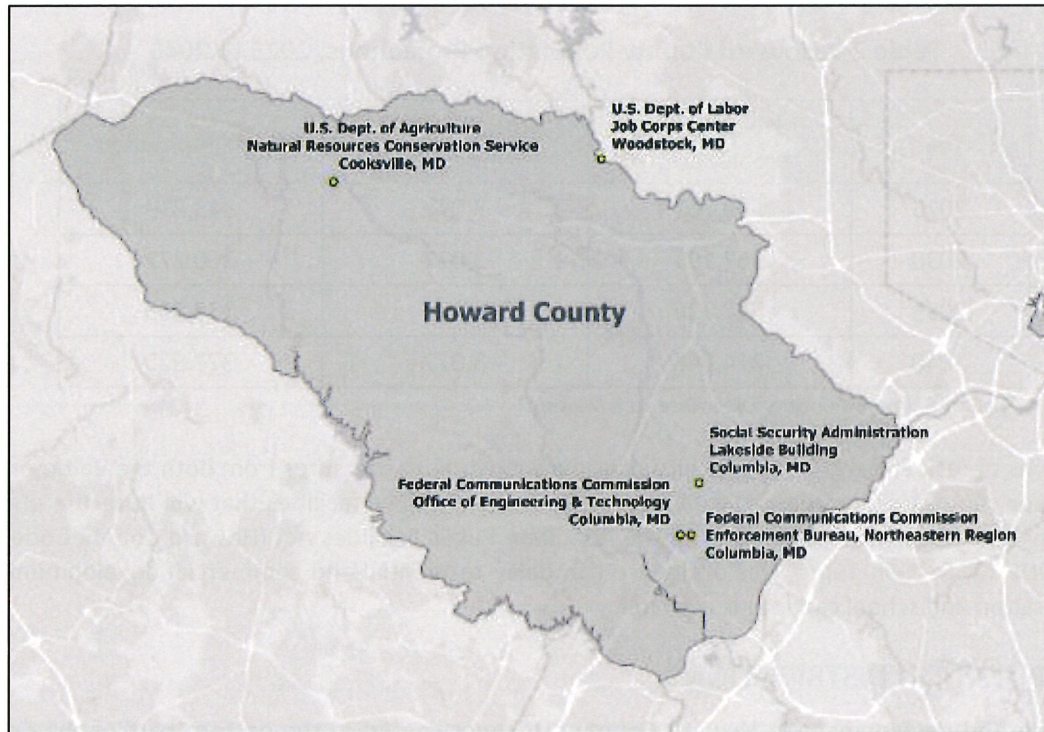 U.S. Dept. of Agriculture
Natural Resources Conservation Service
Cooksville, MD
U.S. Dept. of Labor
Job Corps Center
Woodstock, MD
Howard County
Social Security Administration
Lakeside Building
Columbia, MD
Federal Communications Commission
Office of Engineering & Technology
Columbia, MD
Federal Communications Commission
Enforcement Bureau, Northeastern Region
Columbia, MD